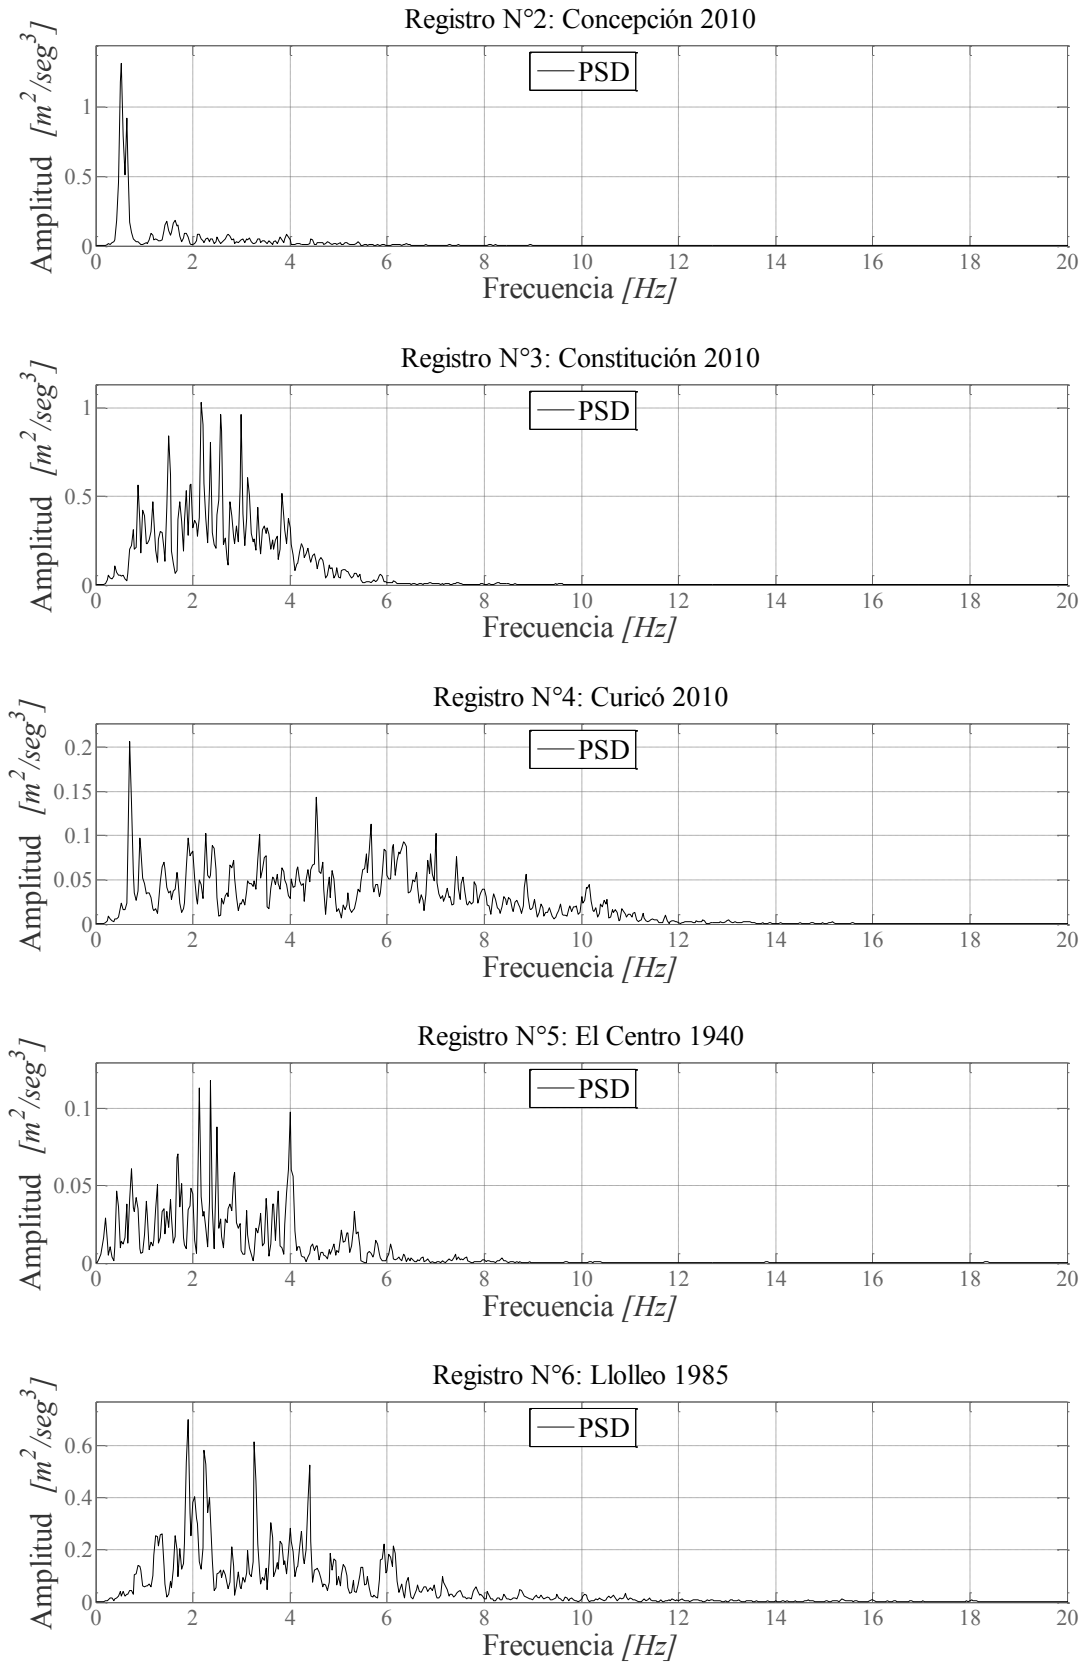 Registro N°2: Concepción 2010
Amplitud [m²/seg³]
PSD
1
0.5
0
0 2 4 6 8 10 12 14 16 18 20
Frecuencia [Hz]
Registro N°3: Constitución 2010
Amplitud [m²/seg³]
PSD
1
0.5
0
0 2 4 6 8 10 12 14 16 18 20
Frecuencia [Hz]
Registro N°4: Curicó 2010
Amplitud [m²/seg³]
PSD
0.2
0.15
0.1
0.05
0
0 2 4 6 8 10 12 14 16 18 20
Frecuencia [Hz]
Registro N°5: El Centro 1940
Amplitud [m²/seg³]
PSD
0.1
0.05
0
0 2 4 6 8 10 12 14 16 18 20
Frecuencia [Hz]
Registro N°6: Llolleo 1985
Amplitud [m²/seg³]
PSD
0.6
0.4
0.2
0
0 2 4 6 8 10 12 14 16 18 20
Frecuencia [Hz]